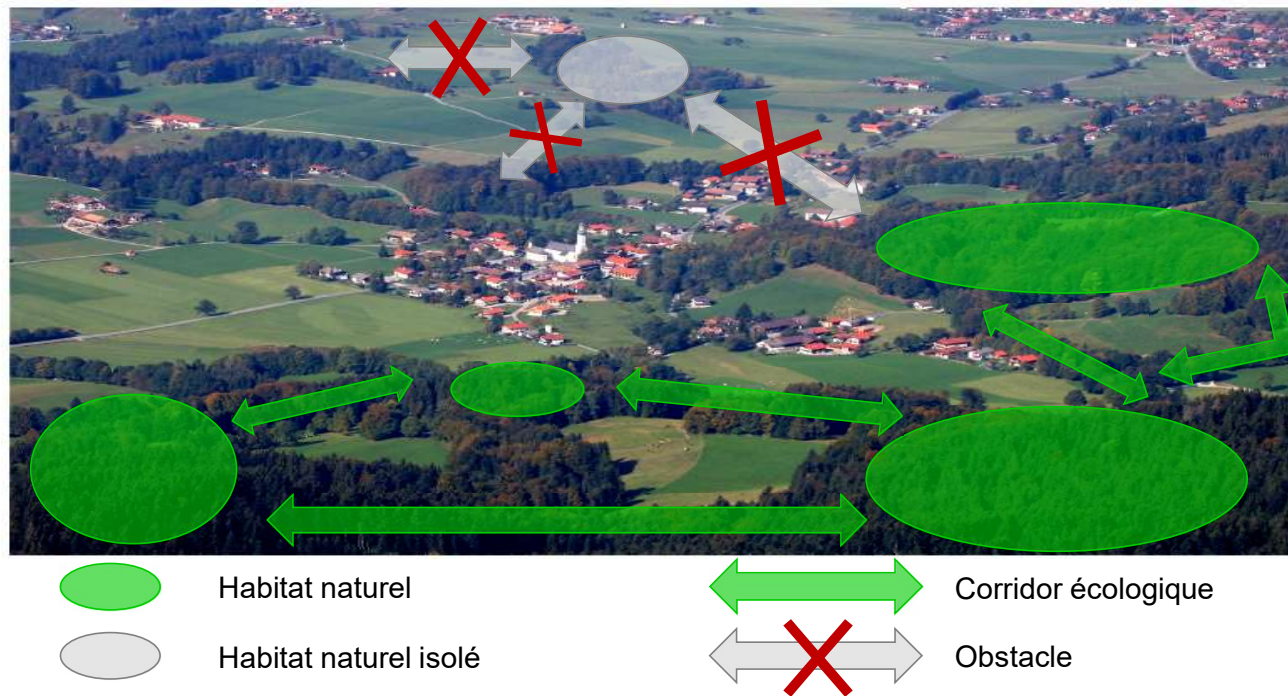 Habitat naturel
Corridor écologique
Habitat naturel isolé
Obstacle